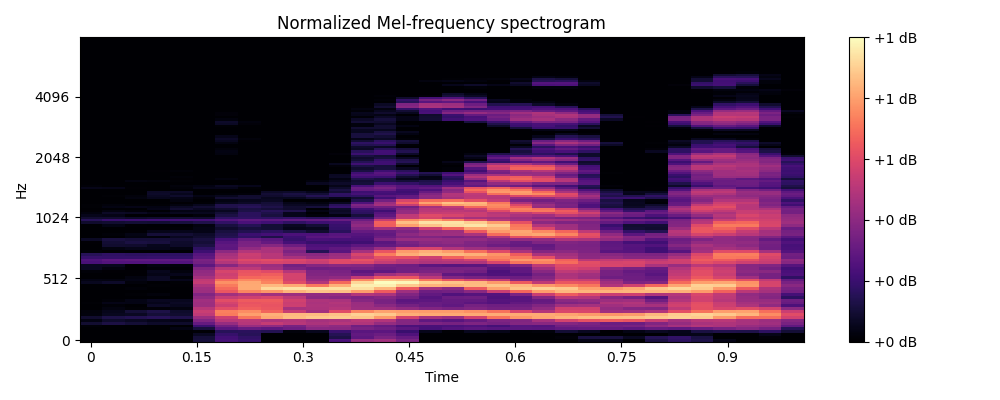 Normalized Mel-frequency spectrogram
Hz
4096
2048
1024
512
0
0 0.15 0.3 0.45 0.6 0.75 0.9
Time
+1 dB
+1 dB
+1 dB
+0 dB
+0 dB
+0 dB